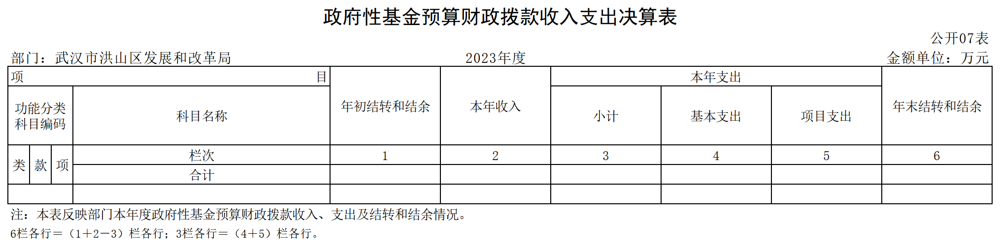 政府性基金预算财政拨款收入支出决算表
公开07表
部门：武汉市洪山区发展和改革局 2023年度 金额单位：万元
项 目 年初结转和结余 本年收入 本年支出 年末结转和结余
功能分类
科目编码
科目名称 小计 基本支出 项目支出
类 款 项 栏次 1 2 3 4 5 6
合计
注：本表反映部门本年度政府性基金预算财政拨款收入、支出及结转和结余情况。
6栏各行＝（1＋2－3）栏各行；3栏各行＝（4＋5）栏各行。